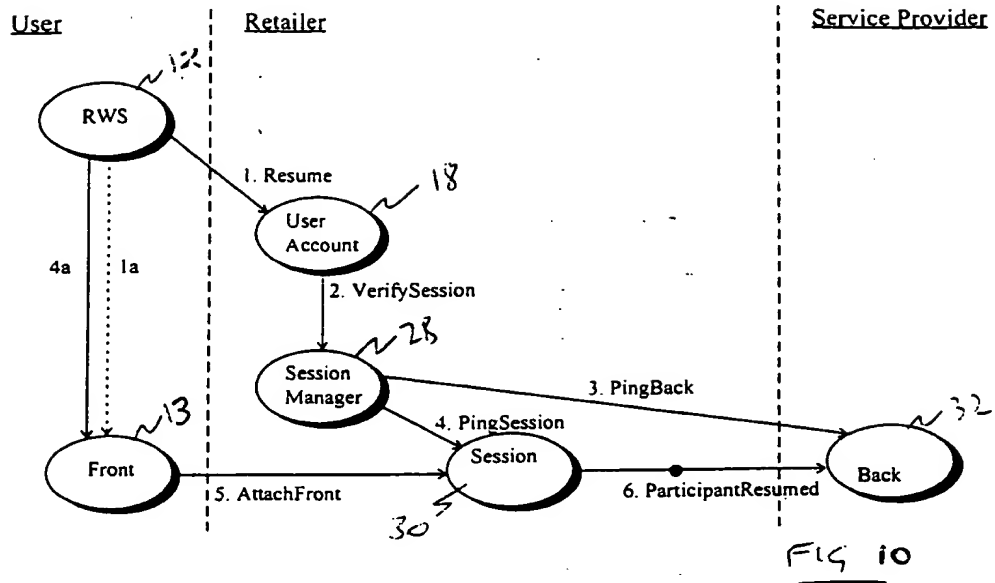 User
Retailer
Service Provider
12
RWS
1. Resume
18
User
Account
4a
1a
2. VerifySession
28
Session
Manager
3. PingBack
13
4. PingSession
32
Front
Session
Back
5. AttachFront
6. ParticipantResumed
30
FIG 10